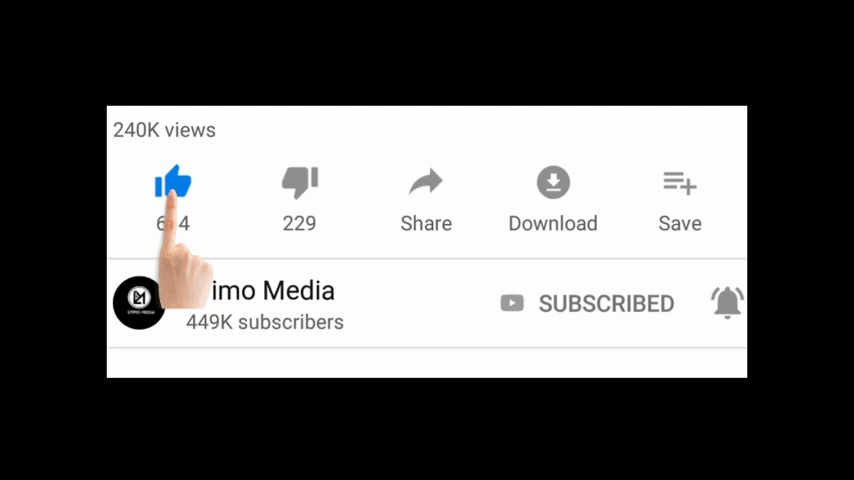 240K views
229
Share
Download
Save
imo Media
SUBSCRIBED
449K subscribers